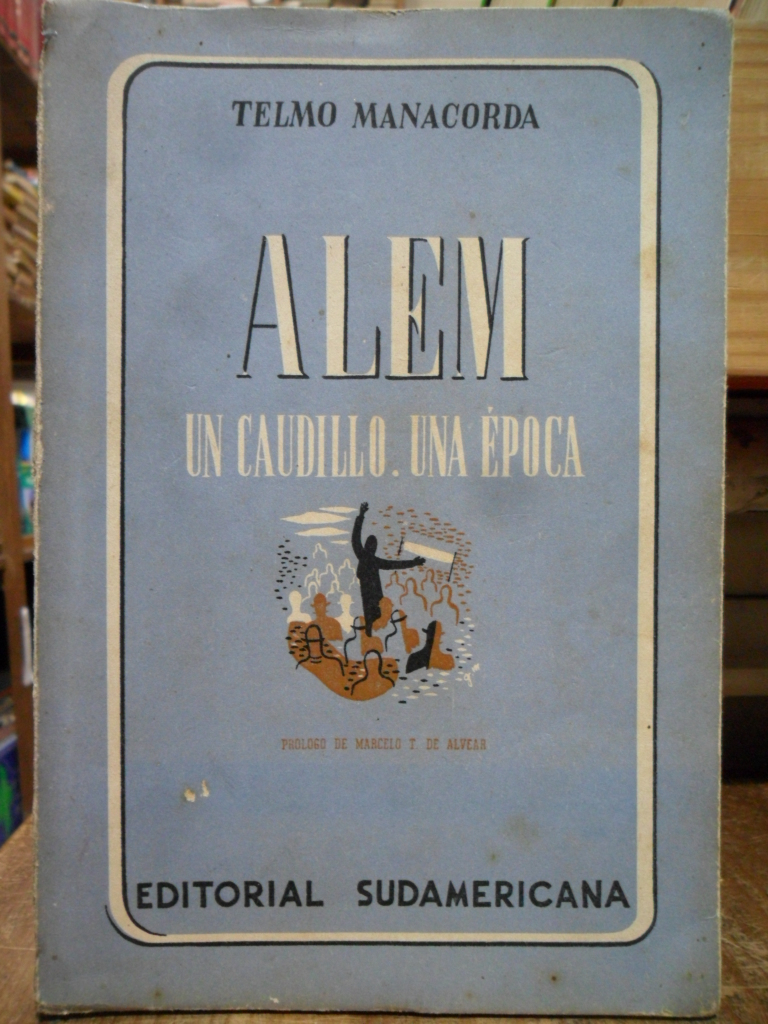 TELMO MANACORDA
ALEM
UN CAUDILLO. UNA ÉPOCA
PROLOGO DE MARCELO T. DE ALVEAR
EDITORIAL SUDAMERICANA